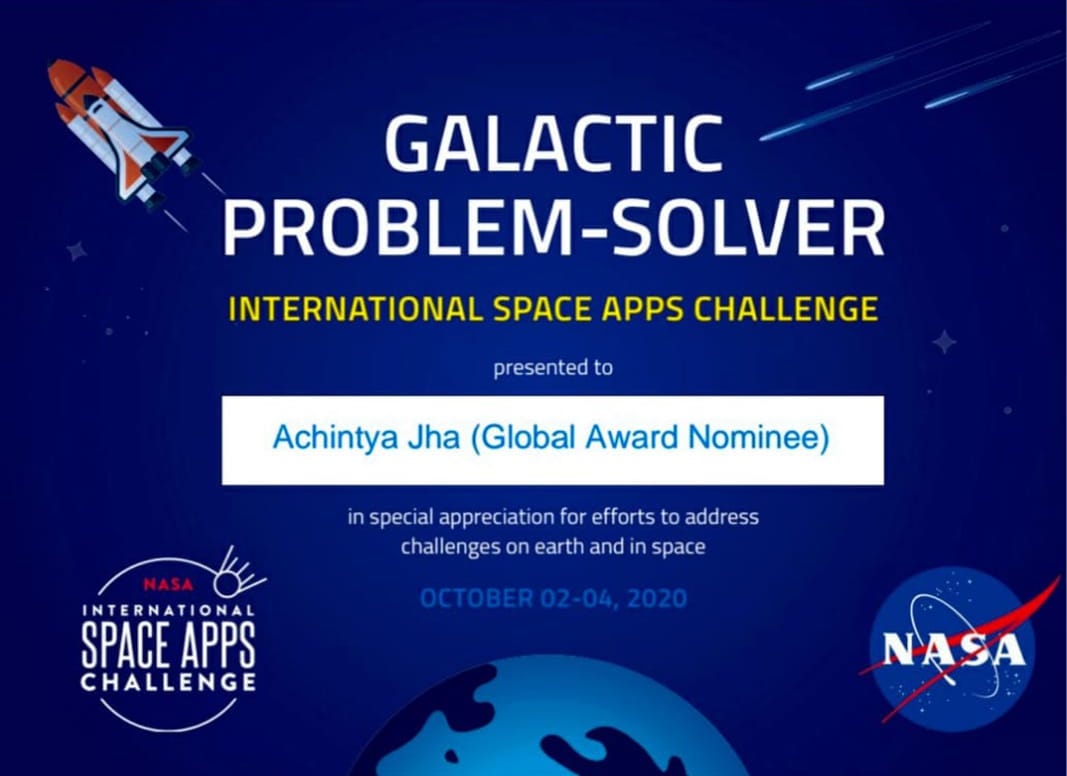 GALACTIC
PROBLEM-SOLVER
INTERNATIONAL SPACE APPS CHALLENGE
presented to
Achintya Jha (Global Award Nominee)
in special appreciation for efforts to address
challenges on earth and in space
OCTOBER 02-04, 2020
NASA
INTERNATIONAL
SPACE APPS
CHALLENGE
NASA